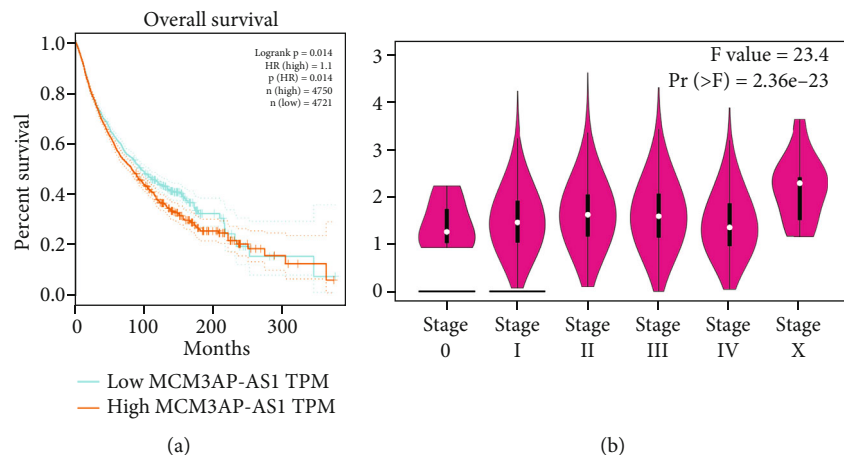 (a)
Overall survival
Logrank p = 0.014
HR (high) = 1.1
p (HR) = 0.014
n (high) = 4750
n (low) = 4721
Percent survival
1.0
0.8
0.6
0.4
0.2
0.0
0 100 200 300
Months
Low MCM3AP-AS1 TPM
High MCM3AP-AS1 TPM
(b)
F value = 23.4
Pr (>F) = 2.36e–23
3
2
3
2
1
0
Stage 0
Stage I
Stage II
Stage III
Stage IV
Stage X